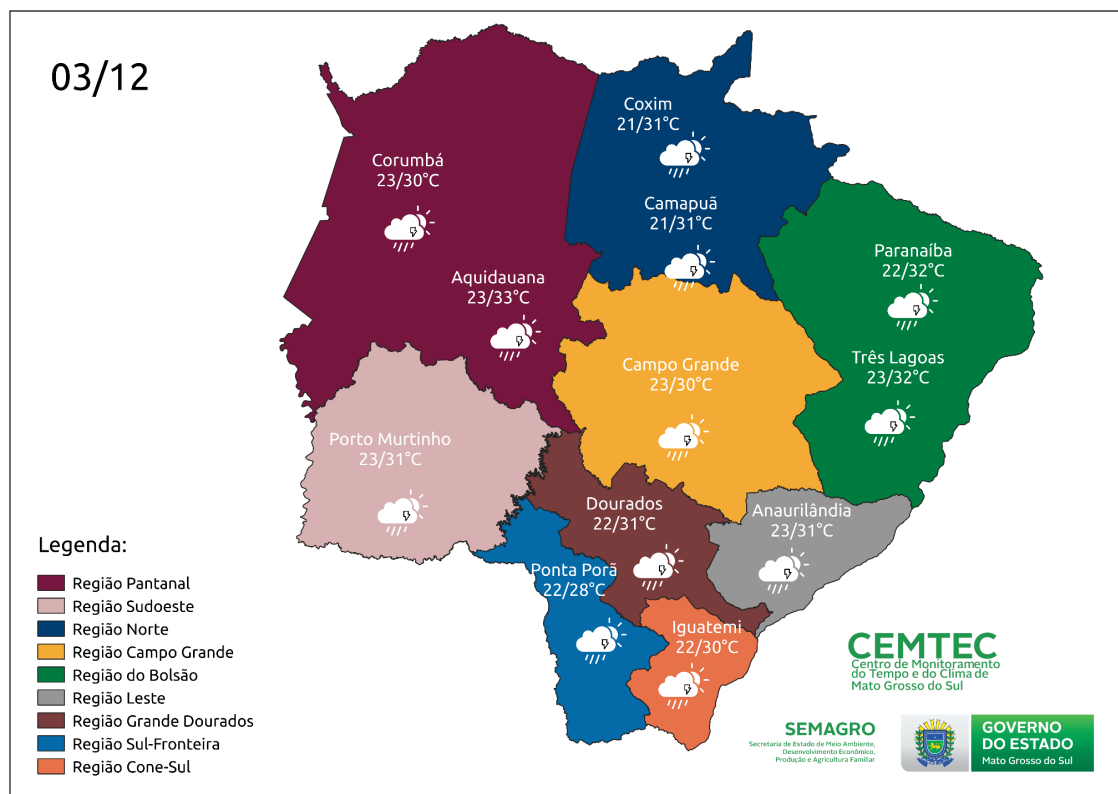 03/12
Coxim
21/31°C
Corumbá
23/30°C
Camapuã
21/31°C
Paranaíba
22/32°C
Aquidauana
23/33°C
Três Lagoas
23/32°C
Campo Grande
23/30°C
Porto Murtinho
23/31°C
Dourados
22/31°C
Anaurilândia
23/31°C
Ponta Porã
22/28°C
Iguatemi
22/30°C
Legenda:
Região Pantanal
Região Sudoeste
Região Norte
Região Campo Grande
Região do Bolsão
Região Leste
Região Grande Dourados
Região Sul-Fronteira
Região Cone-Sul
CEMTEC
Centro de Monitoramento
do Tempo e do Clima de
Mato Grosso do Sul
SEMAGRO
Secretaria de Estado de Meio Ambiente,
Desenvolvimento Econômico,
Produção e Agricultura Familiar
GOVERNO
DO ESTADO
Mato Grosso do Sul